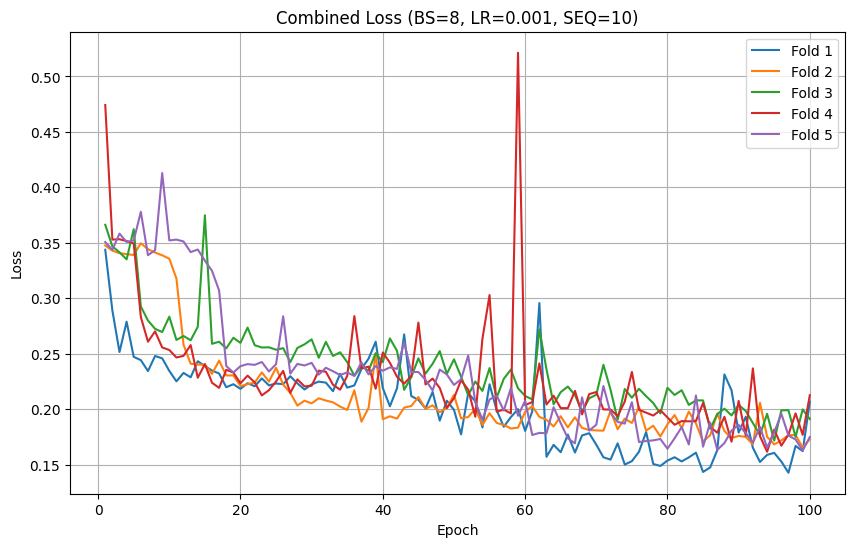 Combined Loss (BS=8, LR=0.001, SEQ=10)
Fold 1
Fold 2
Fold 3
Fold 4
Fold 5
0.50
0.45
0.40
0.35
0.30
0.25
0.20
0.15
Loss
0 20 40 60 80 100
Epoch